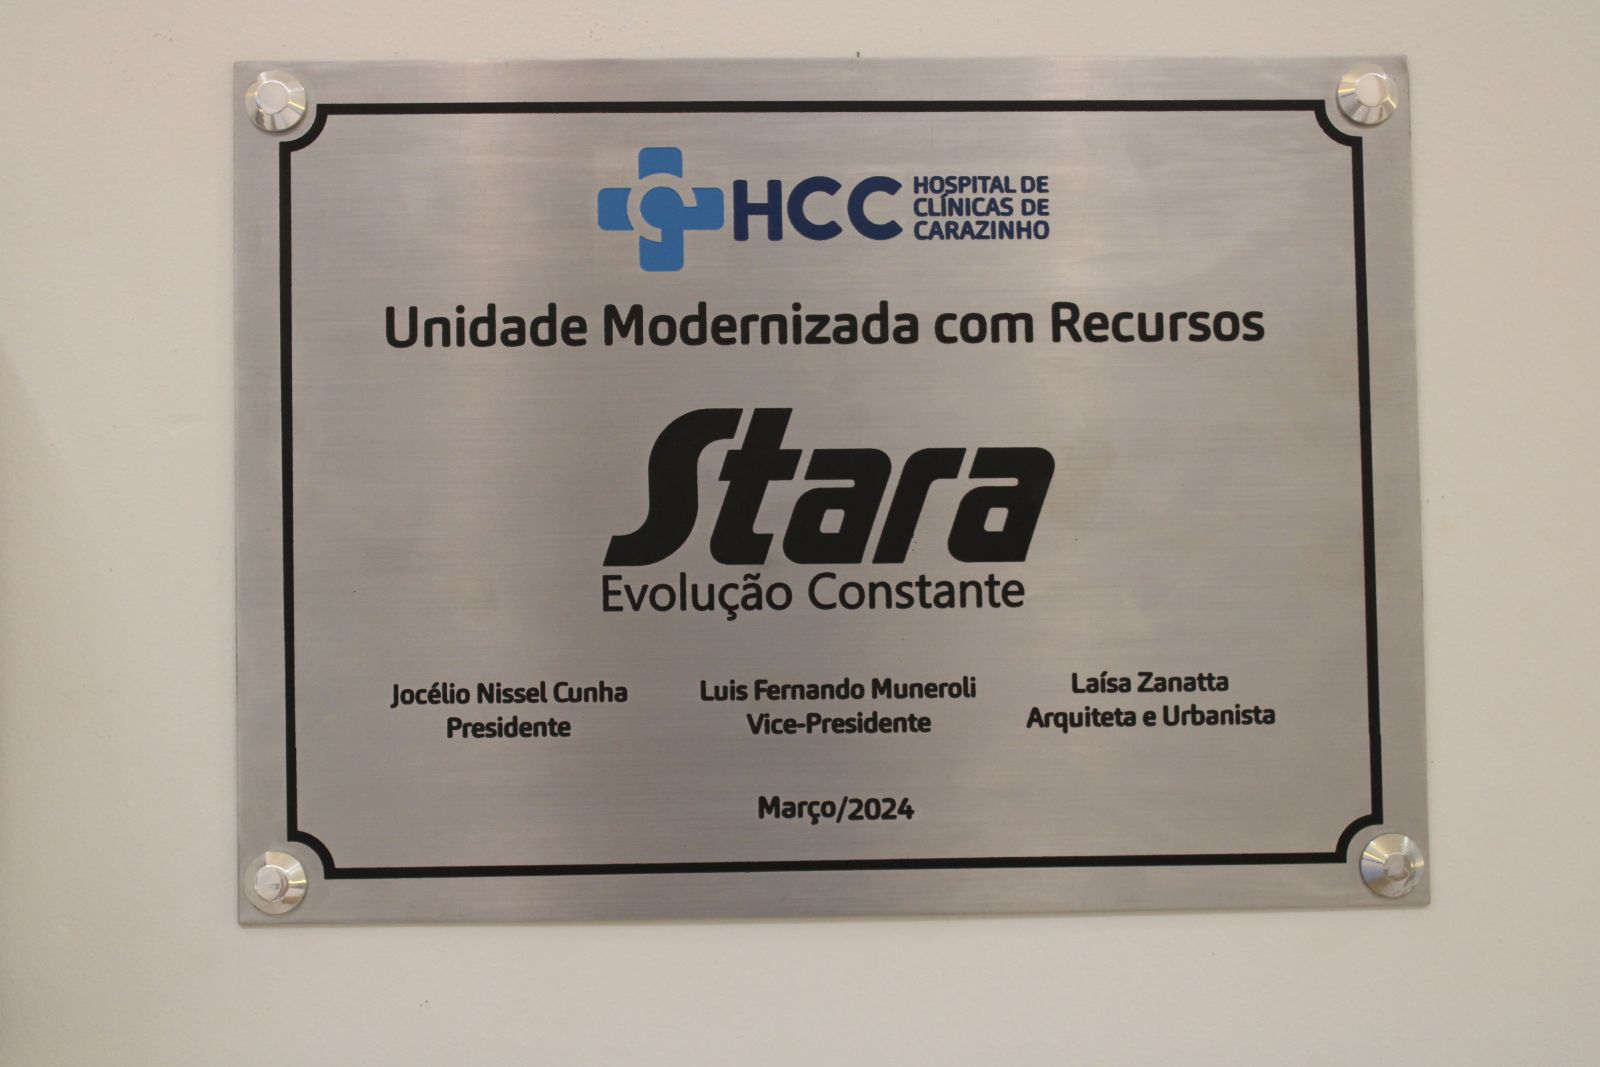 HCC
HOSPITAL DE
CLÍNICAS DE
CARAZINHO
Unidade Modernizada com Recursos
Stara
Evolução Constante
Jocélio Nissel Cunha
Presidente
Luis Fernando Muneroli
Vice-Presidente
Laísa Zanatta
Arquiteta e Urbanista
Março/2024